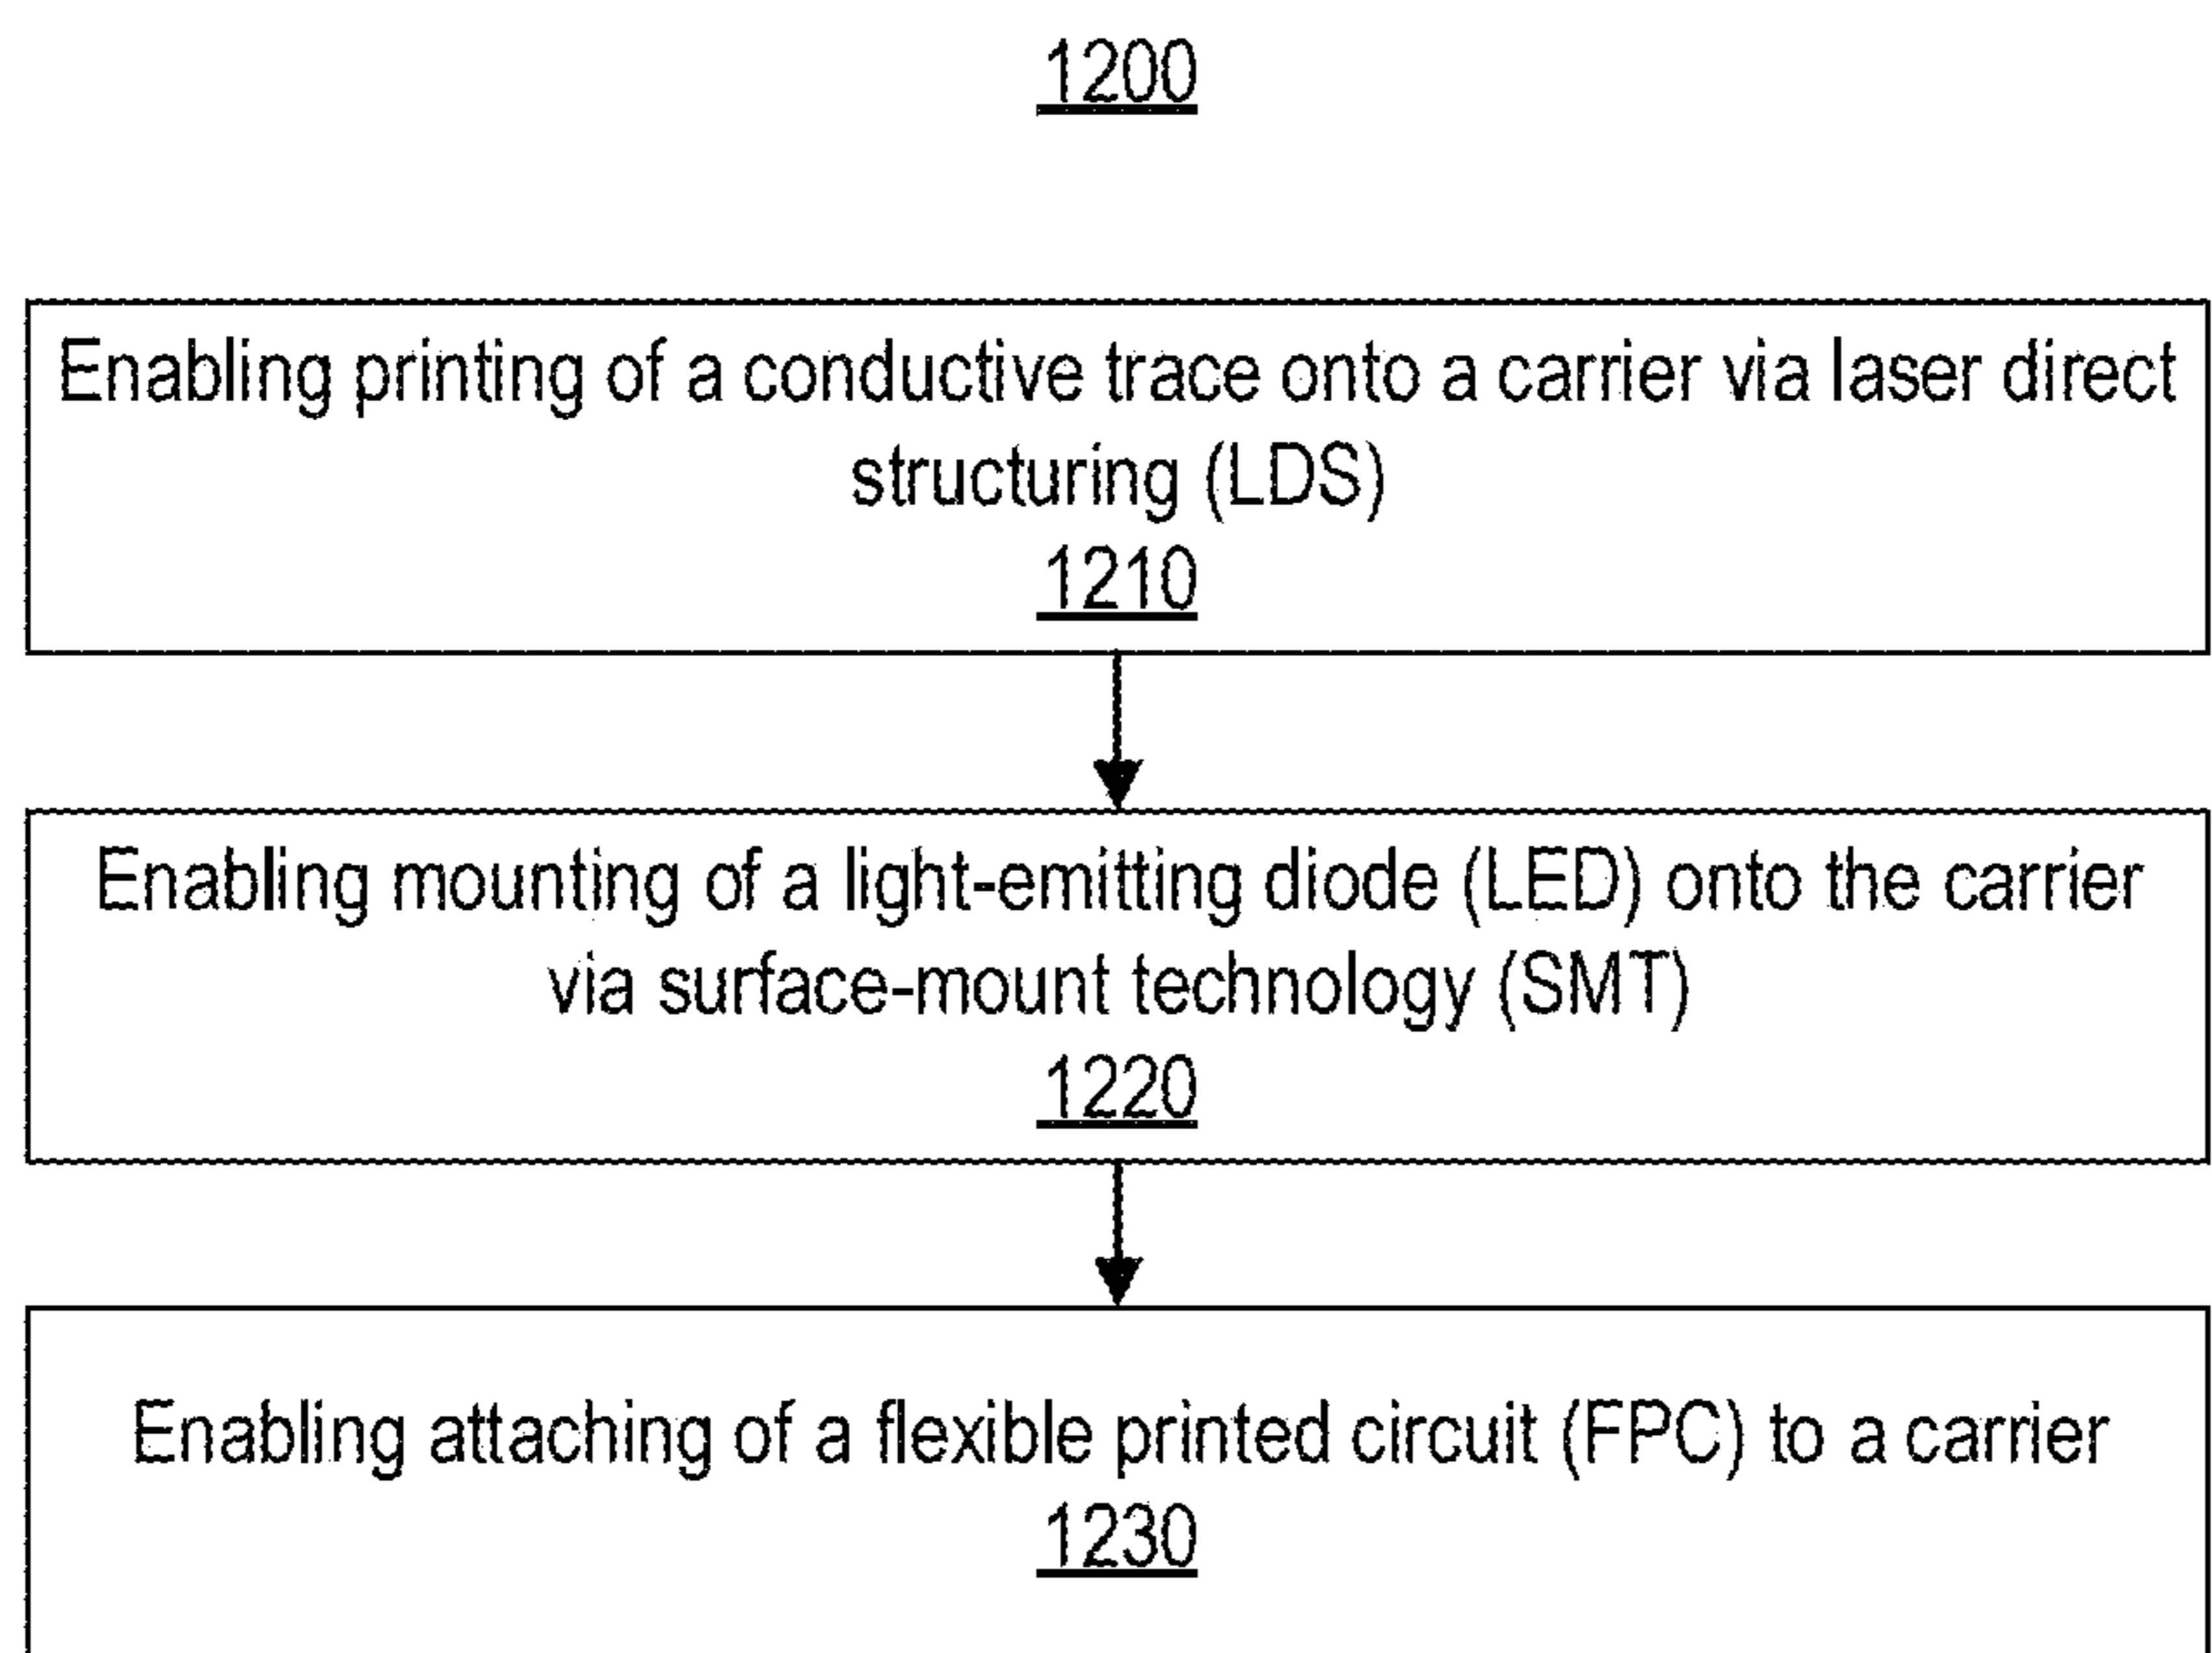 1200
Enabling printing of a conductive trace onto a carrier via laser direct
structuring (LDS)
1210
Enabling mounting of a light-emitting diode (LED) onto the carrier
via surface-mount technology (SMT)
1220
Enabling attaching of a flexible printed circuit (FPC) to a carrier
1230